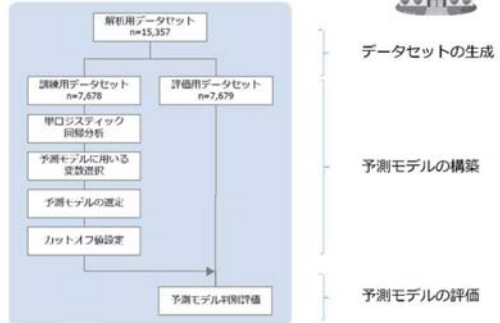 解析用データセット
n=15,357
データセットの生成
訓練用データセット
n=7,678
評価用データセット
n=7,679
単ロジスティック
回帰分析
予測モデルに用いる
変数選択
予測モデルの構築
予測モデルの選定
カットオフ値設定
予測モデル判別評価
予測モデルの評価